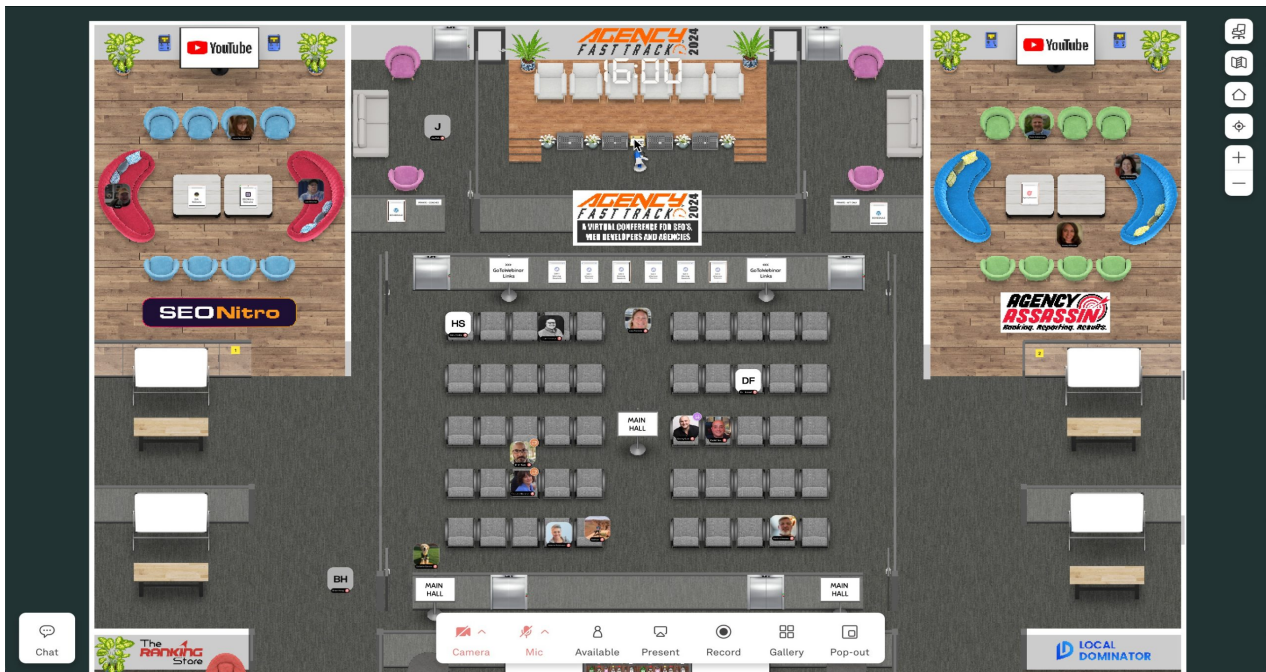 YouTube
AGENCY
FAST TRACK
2024
16:00
YouTube
J
AGENCY
FAST TRACK
2024
A VIRTUAL CONFERENCE FOR SEO'S,
WEB DEVELOPERS AND AGENCIES
GoToWebinar
Links
GoToWebinar
Links
SEONitro
AGENCY
ASSASSIN
Ranking. Reporting. Results.
HS
1
2
DF
MAIN
HALL
BH
MAIN
HALL
MAIN
HALL
The
RANKING
Store
LOCAL
DOMINATOR
Chat
Camera
Mic
Available
Present
Record
Gallery
Pop-out